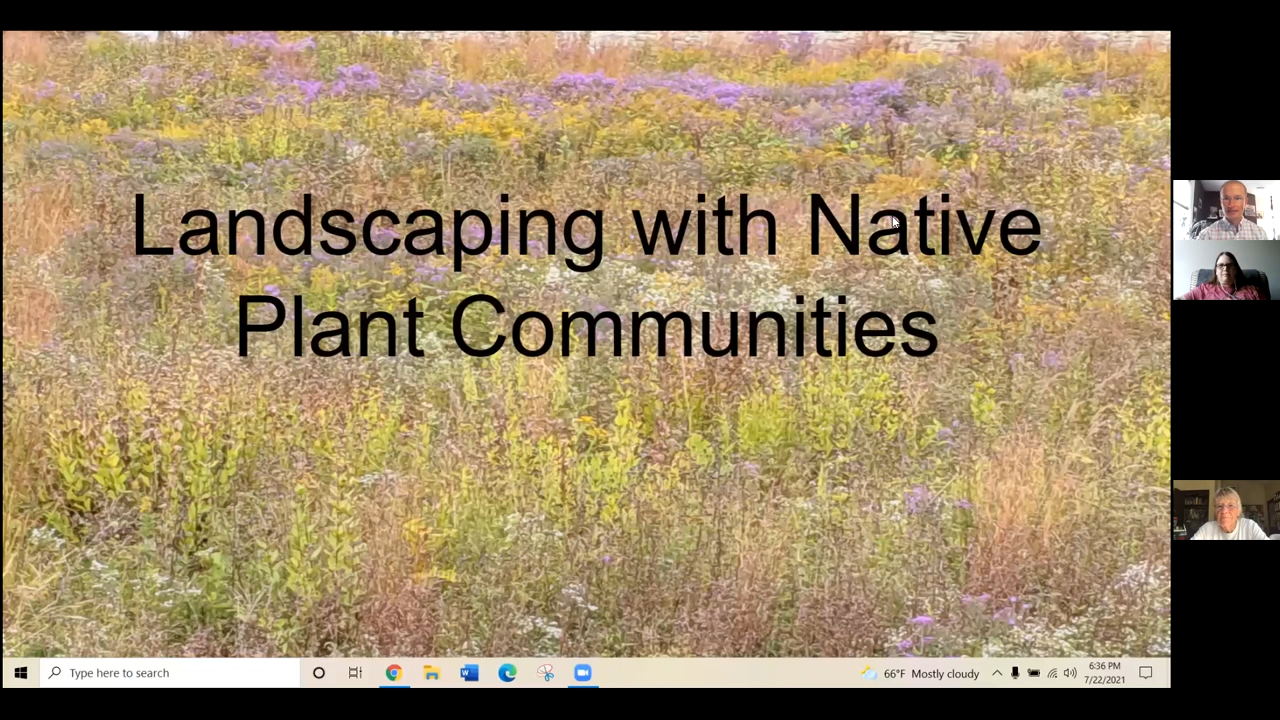 Landscaping with Native
Plant Communities
Type here to search
66°F Mostly cloudy
6:36 PM
7/22/2021